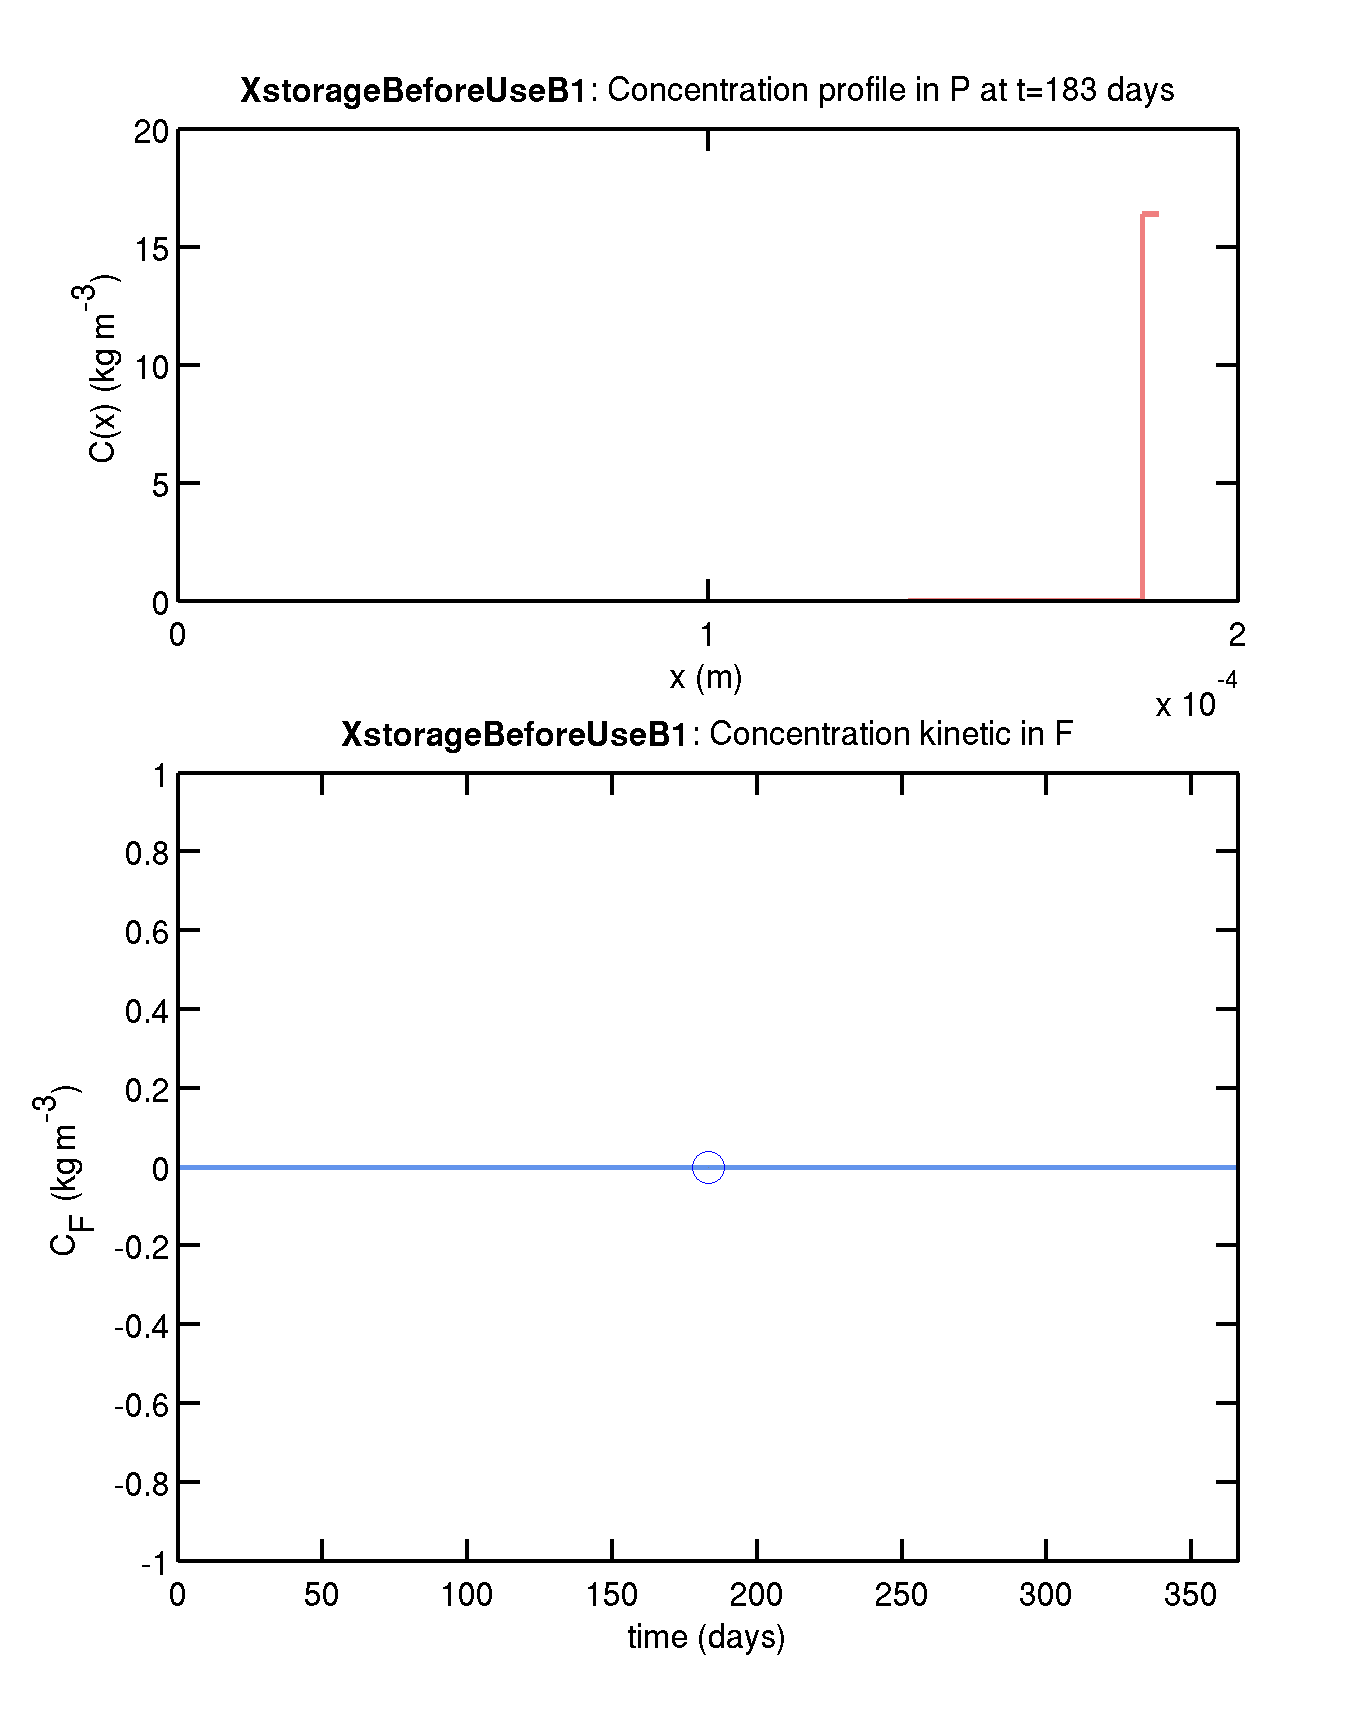 XstorageBeforeUseB1: Concentration profile in P at t=183 days
20
15
10
5
0
C(x) (kg m-3)
0 1 2
x (m)
x 10-4
XstorageBeforeUseB1: Concentration kinetic in F
1
0.8
0.6
0.4
0.2
0
-0.2
-0.4
-0.6
-0.8
-1
CF (kg m-3)
0 50 100 150 200 250 300 350
time (days)